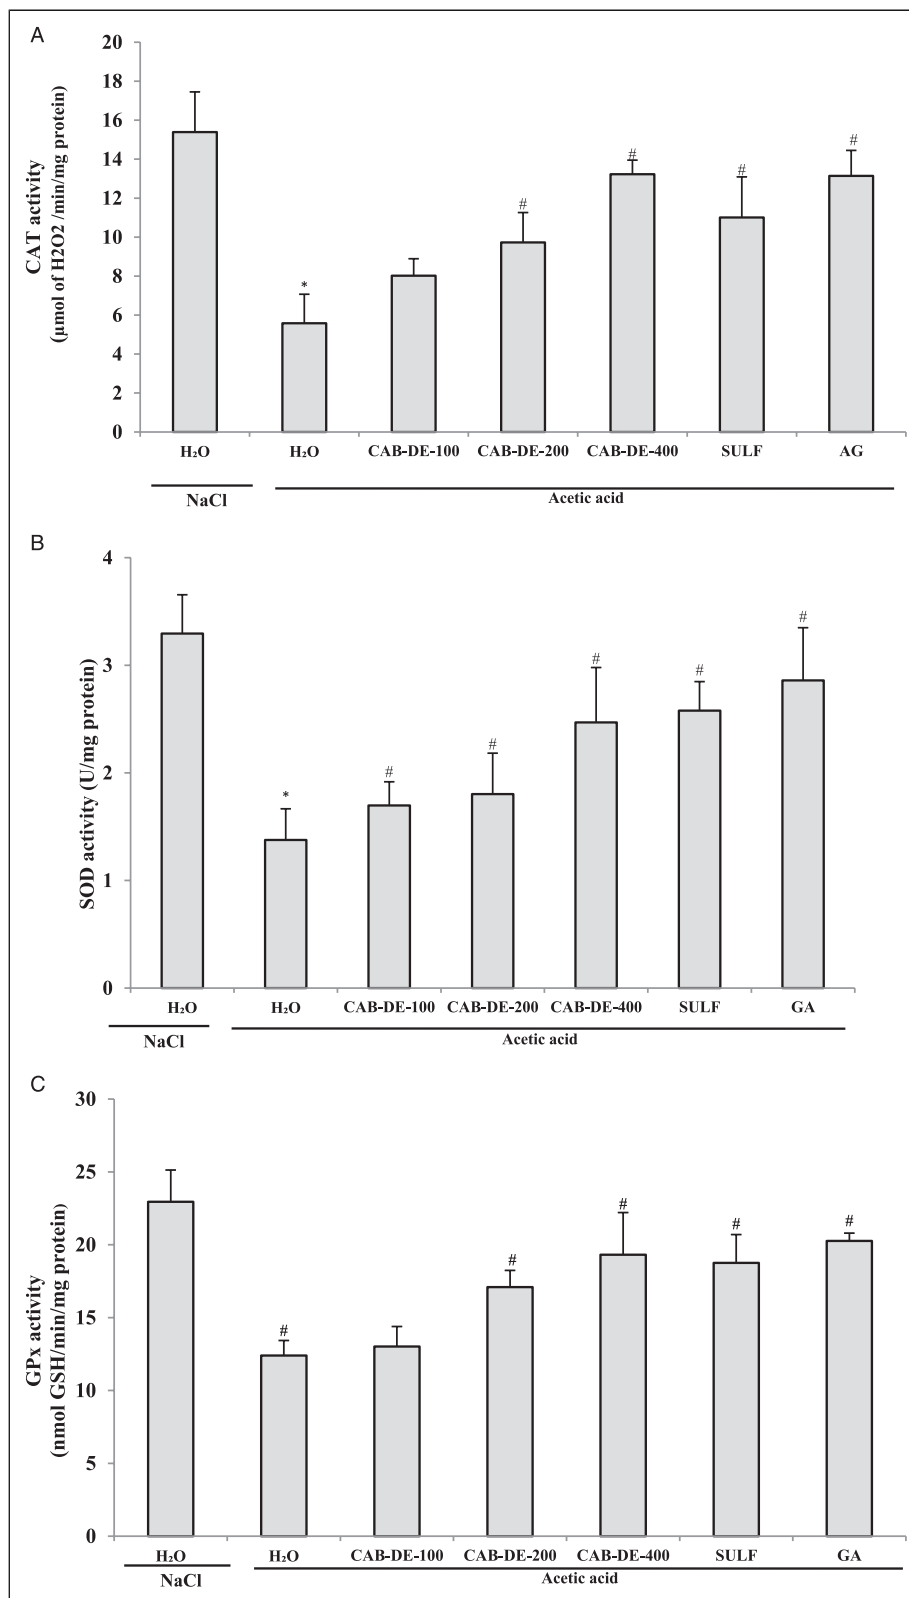 A
20
18
16
14
12
10
8
6
4
2
0
CAT activity
(µmol of H2O2 /min/mg protein)
*
#
#
#
#
H₂O
H₂O
CAB-DE-100
CAB-DE-200
CAB-DE-400
SULF
AG
NaCl
Acetic acid
B
4
3
2
1
0
SOD activity (U/mg protein)
*
#
#
#
#
#
H₂O
H₂O
CAB-DE-100
CAB-DE-200
CAB-DE-400
SULF
GA
NaCl
Acetic acid
C
30
25
20
15
10
5
0
GPx activity
(nmol GSH/min/mg protein)
#
#
#
#
#
H₂O
H₂O
CAB-DE-100
CAB-DE-200
CAB-DE-400
SULF
GA
NaCl
Acetic acid